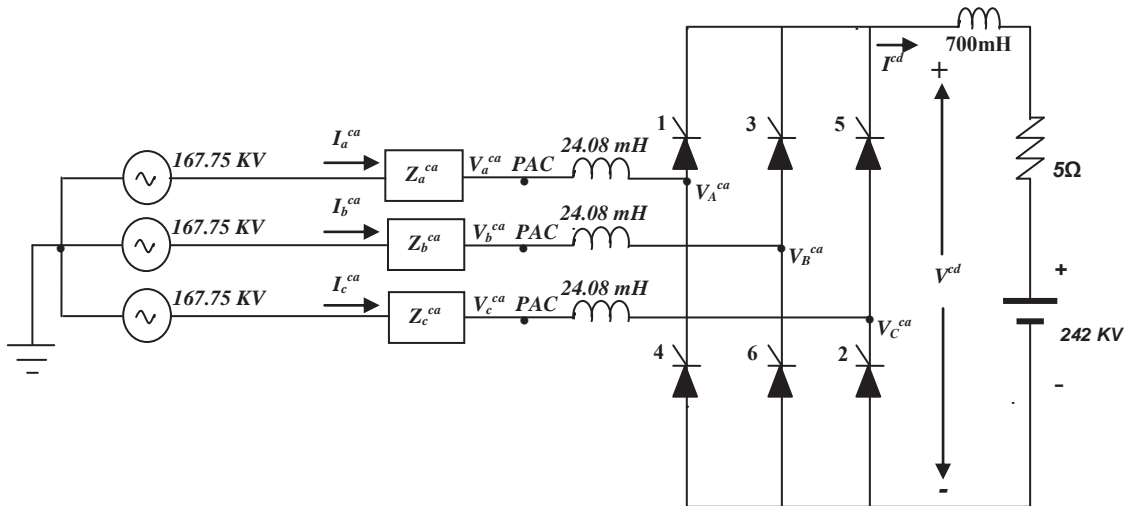 700mH
I^cd
+
1
3
5
I_a^ca
24.08 mH
167.75 KV
Z_a^ca
V_a^ca PAC
V_A^ca
5Ω
I_b^ca
24.08 mH
167.75 KV
Z_b^ca
V_b^ca PAC
V_B^ca
V^cd
I_c^ca
24.08 mH
167.75 KV
Z_c^ca
V_c^ca PAC
V_C^ca
+
242 KV
4
6
2
-
-